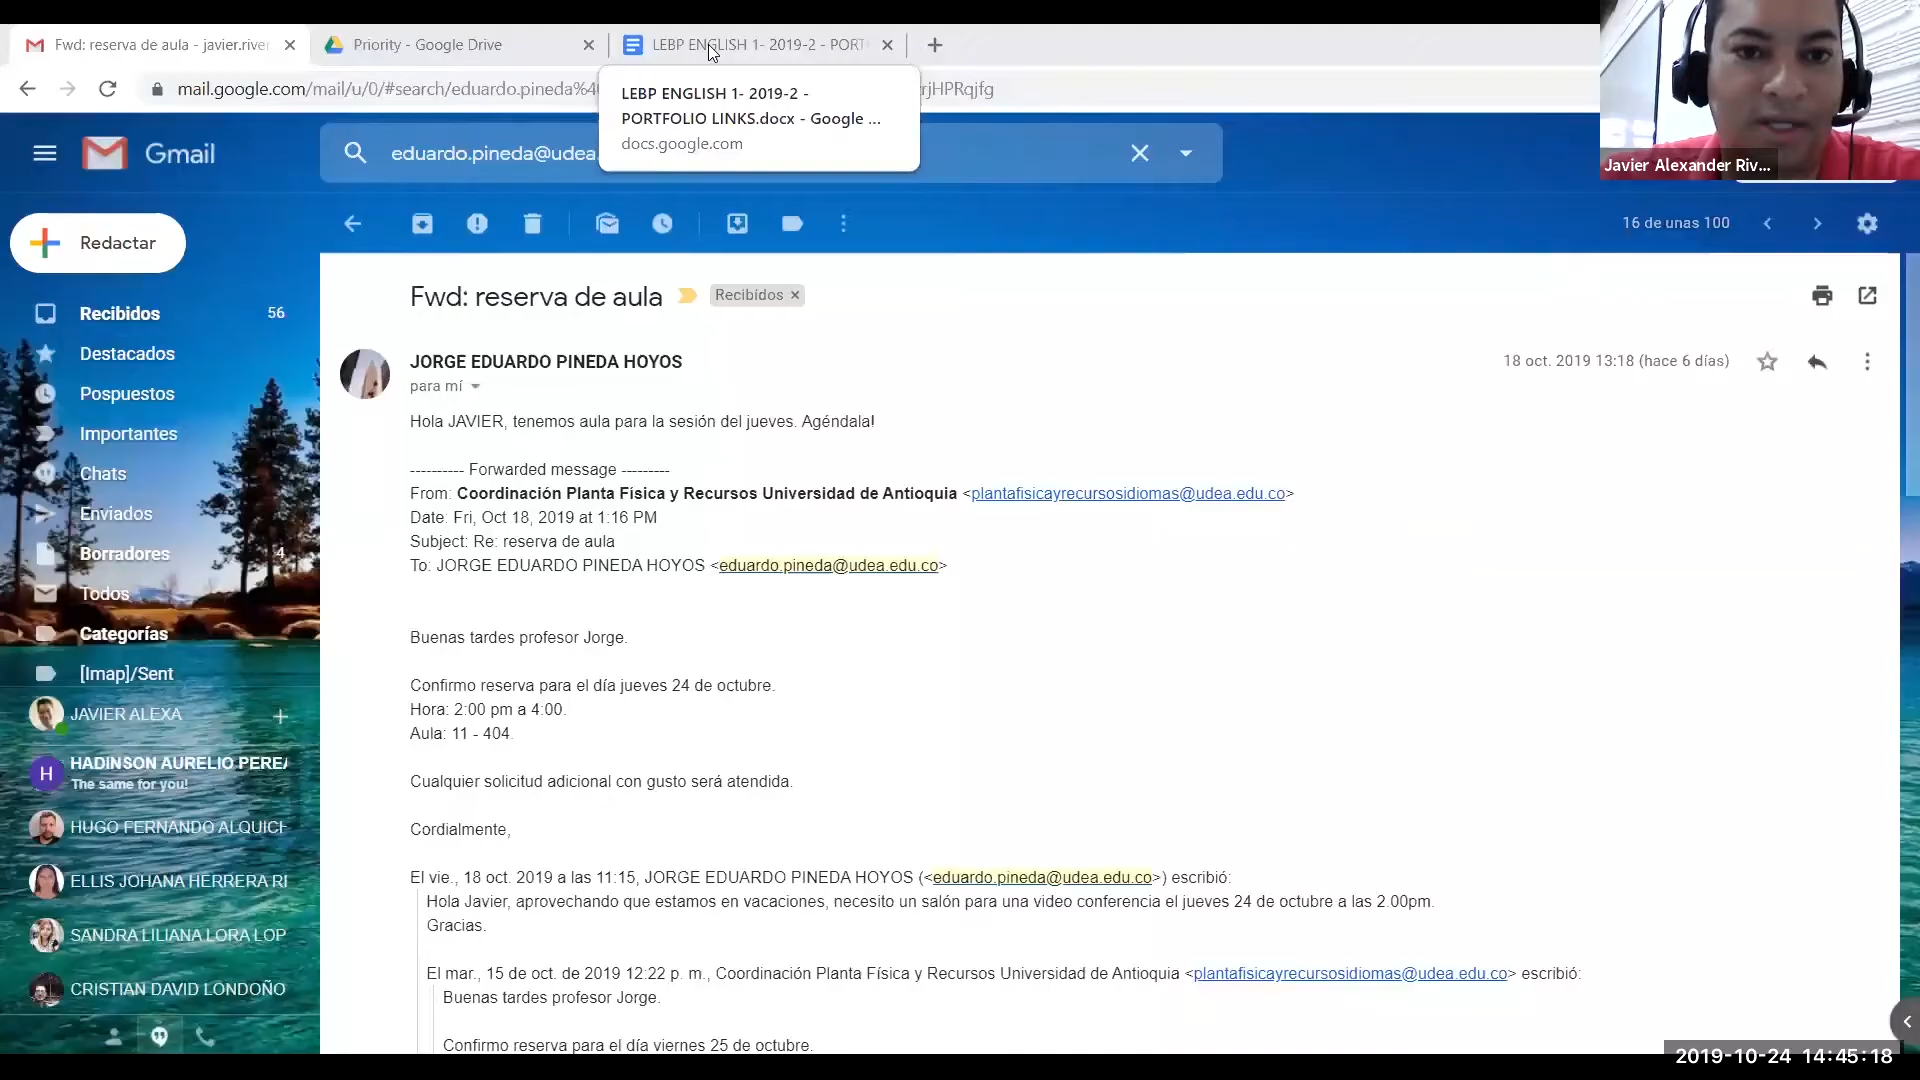 Fwd: reserva de aula - javier.river
Priority - Google Drive
LEBP ENGLISH 1- 2019-2 - PORT
mail.google.com/mail/u/0/#search/eduardo.pineda%4
rjHPRqjfg
LEBP ENGLISH 1- 2019-2 -
PORTFOLIO LINKS.docx - Google ...
docs.google.com
Javier Alexander Riv...
Gmail
eduardo.pineda@udea.
Redactar
16 de unas 100
Recibidos 56
Destacados
Pospuestos
Importantes
Chats
Enviados
Borradores 4
Todos
Categorías
[Imap]/Sent
JAVIER ALEXA
H
HADINSON AURELIO PEREA
The same for you!
HUGO FERNANDO ALQUICH
ELLIS JOHANA HERRERA RI
SANDRA LILIANA LORA LOP
CRISTIAN DAVID LONDOÑO
Fwd: reserva de aula
Recibidos
JORGE EDUARDO PINEDA HOYOS
18 oct. 2019 13:18 (hace 6 días)
para mí
Hola JAVIER, tenemos aula para la sesión del jueves. Agéndala!
---------- Forwarded message ---------
From: Coordinación Planta Física y Recursos Universidad de Antioquia <plantafisicayrecursosidiomas@udea.edu.co>
Date: Fri, Oct 18, 2019 at 1:16 PM
Subject: Re: reserva de aula
To: JORGE EDUARDO PINEDA HOYOS <eduardo.pineda@udea.edu.co>
Buenas tardes profesor Jorge.
Confirmo reserva para el día jueves 24 de octubre.
Hora: 2:00 pm a 4:00.
Aula: 11 - 404.
Cualquier solicitud adicional con gusto será atendida.
Cordialmente,
El vie., 18 oct. 2019 a las 11:15, JORGE EDUARDO PINEDA HOYOS (<eduardo.pineda@udea.edu.co>) escribió:
Hola Javier, aprovechando que estamos en vacaciones, necesito un salón para una video conferencia el jueves 24 de octubre a las 2.00pm.
Gracias.
El mar., 15 de oct. de 2019 12:22 p. m., Coordinación Planta Física y Recursos Universidad de Antioquia <plantafisicayrecursosidiomas@udea.edu.co> escribió:
Buenas tardes profesor Jorge.
Confirmo reserva para el día viernes 25 de octubre.
2019-10-24 14:45:18